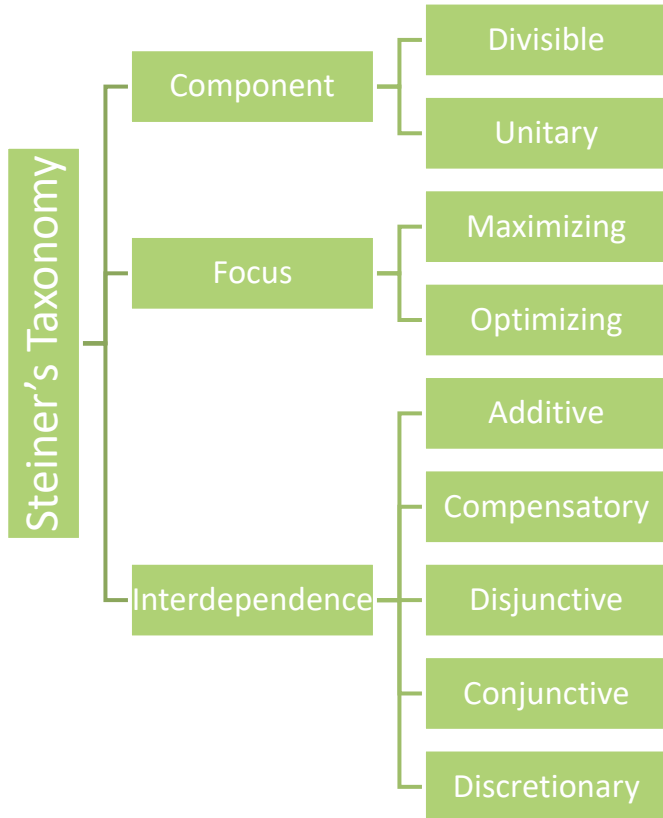 Steiner’s Taxonomy
Component
Divisible
Unitary
Focus
Maximizing
Optimizing
Interdependence
Additive
Compensatory
Disjunctive
Conjunctive
Discretionary